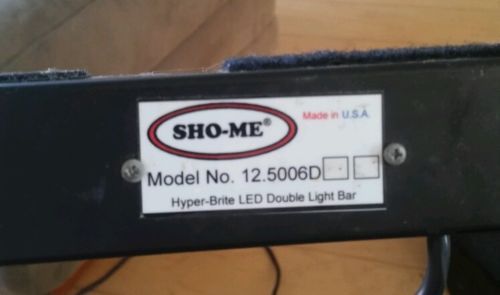 SHO-ME®
Made in U.S.A.
Model No. 12.5006D
Hyper-Brite LED Double Light Bar